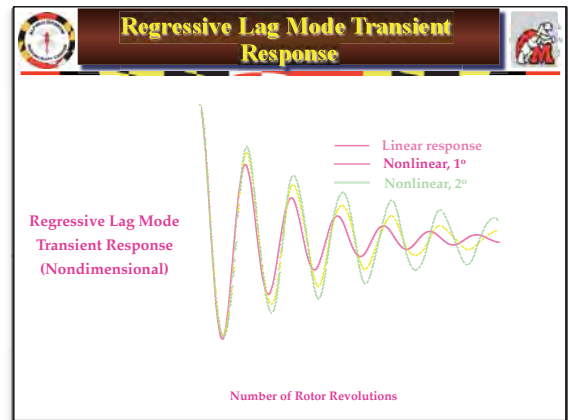 Regressive Lag Mode Transient
Response
Linear response
Nonlinear, 1º
Nonlinear, 2º
Regressive Lag Mode
Transient Response
(Nondimensional)
Number of Rotor Revolutions